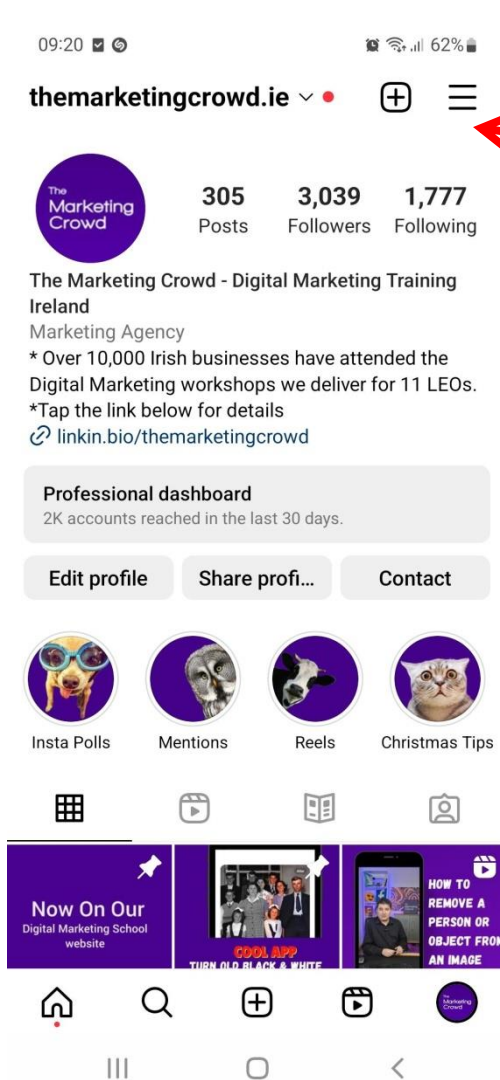 09:20
62%
themarketingcrowd.ie
The
Marketing
Crowd
305
Posts
3,039
Followers
1,777
Following
The Marketing Crowd - Digital Marketing Training
Ireland
Marketing Agency
* Over 10,000 Irish businesses have attended the
Digital Marketing workshops we deliver for 11 LEOs.
*Tap the link below for details
linkin.bio/themarketingcrowd
Professional dashboard
2K accounts reached in the last 30 days.
Edit profile
Share profi...
Contact
Insta Polls
Mentions
Reels
Christmas Tips
Now On Our
Digital Marketing School
website
COOL APP
TURN OLD BLACK & WHITE
HOW TO
REMOVE A
PERSON OR
OBJECT FROM
AN IMAGE
The
Marketing
Crowd